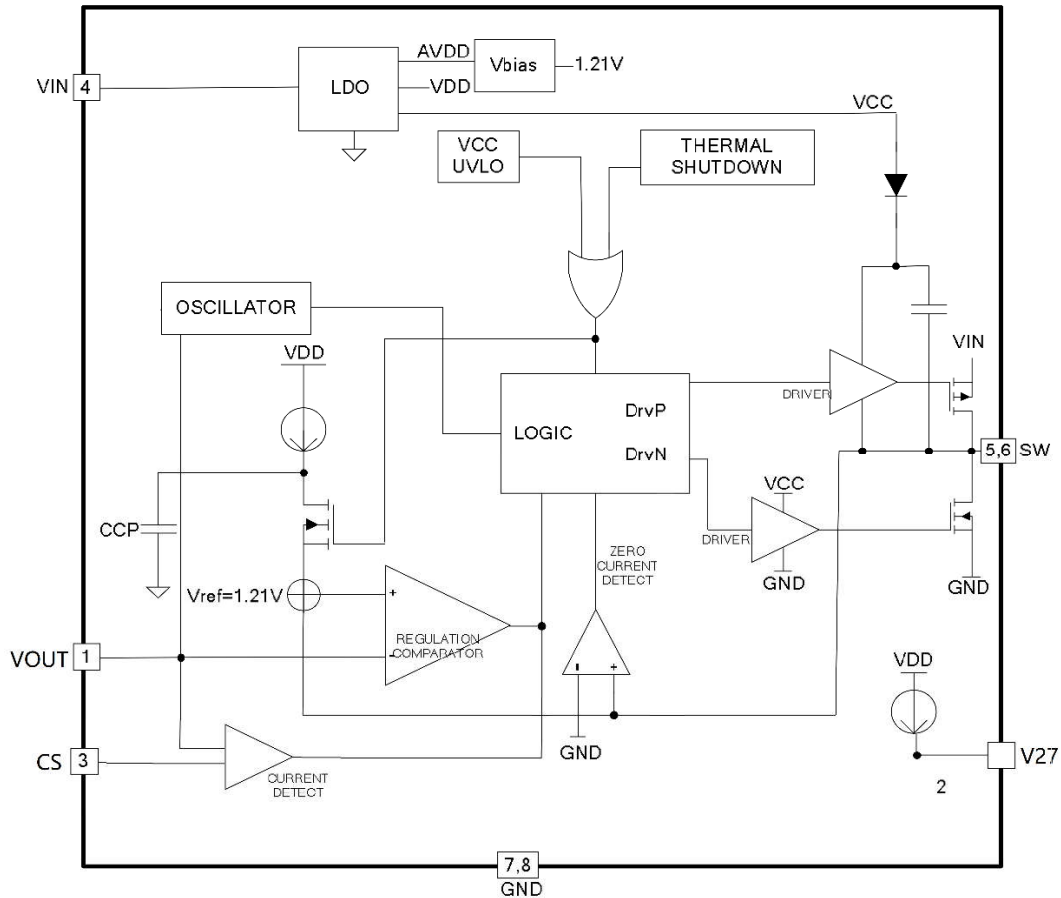 AVDD
Vbias
1.21V
VIN
4
LDO
VDD
VCC
VCC
UVLO
THERMAL
SHUTDOWN
OSCILLATOR
VDD
VIN
DRIVER
DrvP
LOGIC
DrvN
5,6
SW
CCP
VCC
DRIVER
GND
GND
ZERO
CURRENT
DETECT
Vref=1.21V
+
REGULATION
COMPARATOR
-
VOUT
1
-
+
VDD
GND
CS
3
CURRENT
DETECT
V27
2
7,8
GND